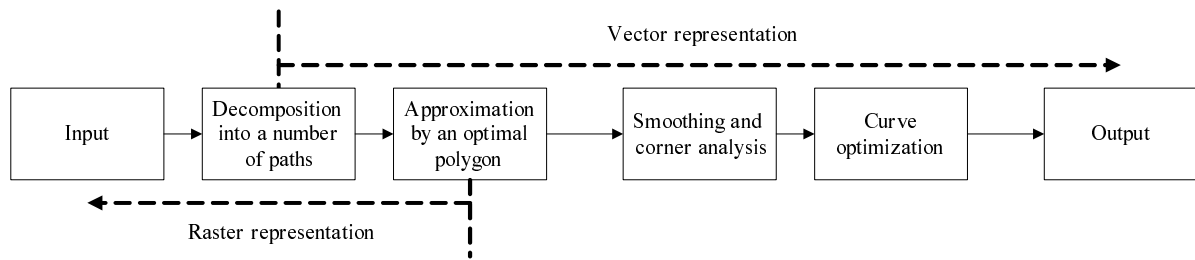 Vector representation
Input
Decomposition
into a number
of paths
Approximation
by an optimal
polygon
Smoothing and
corner analysis
Curve
optimization
Output
Raster representation